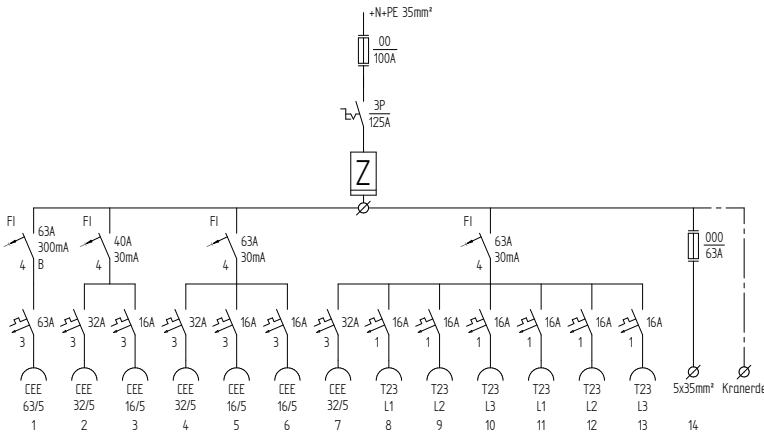 +N+PE 35mm²
00
100A
3P
125A
Z
FI
63A
300mA
4
B
FI
40A
30mA
4
FI
63A
30mA
4
FI
63A
30mA
4
000
63A
63A
3
32A
3
16A
3
32A
3
16A
3
16A
3
32A
3
16A
1
16A
1
16A
1
16A
1
16A
1
16A
1
CEE CEE CEE CEE CEE CEE CEE T23 T23 T23 T23 T23 T23 5x35mm² Kranerde
63/5 32/5 16/5 32/5 16/5 16/5 32/5 L1 L2 L3 L1 L2 L3
1 2 3 4 5 6 7 8 9 10 11 12 13 14